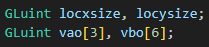 GLuint locxsize, locysize;
GLuint vao[3], vbo[6];